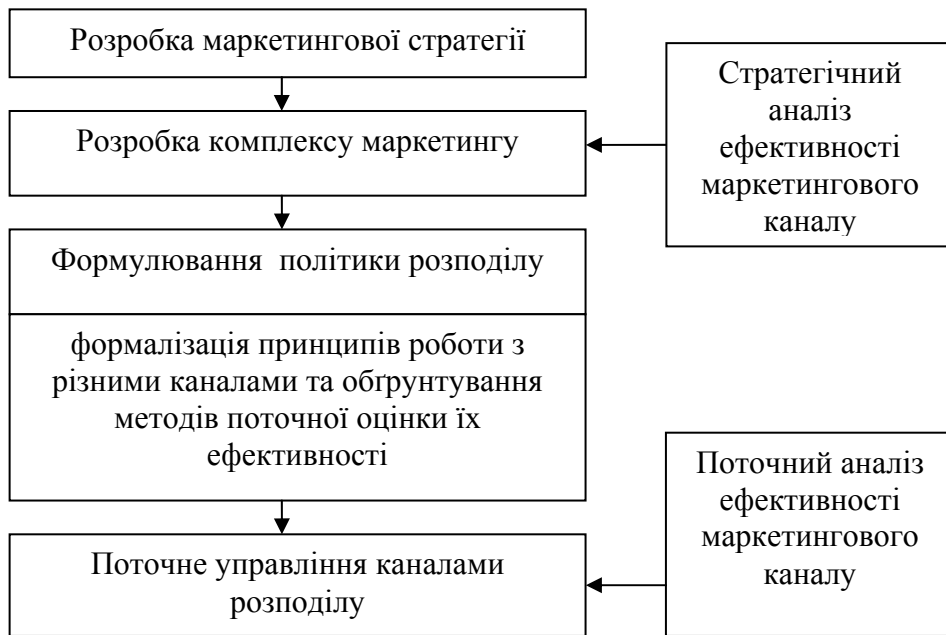 Розробка маркетингової стратегії
Розробка комплексу маркетингу
Стратегічний
аналіз
ефективності
маркетингового
каналу
Формулювання політики розподілу
формалізація принципів роботи з
різними каналами та обґрунтування
методів поточної оцінки їх
ефективності
Поточне управління каналами
розподілу
Поточний аналіз
ефективності
маркетингового
каналу